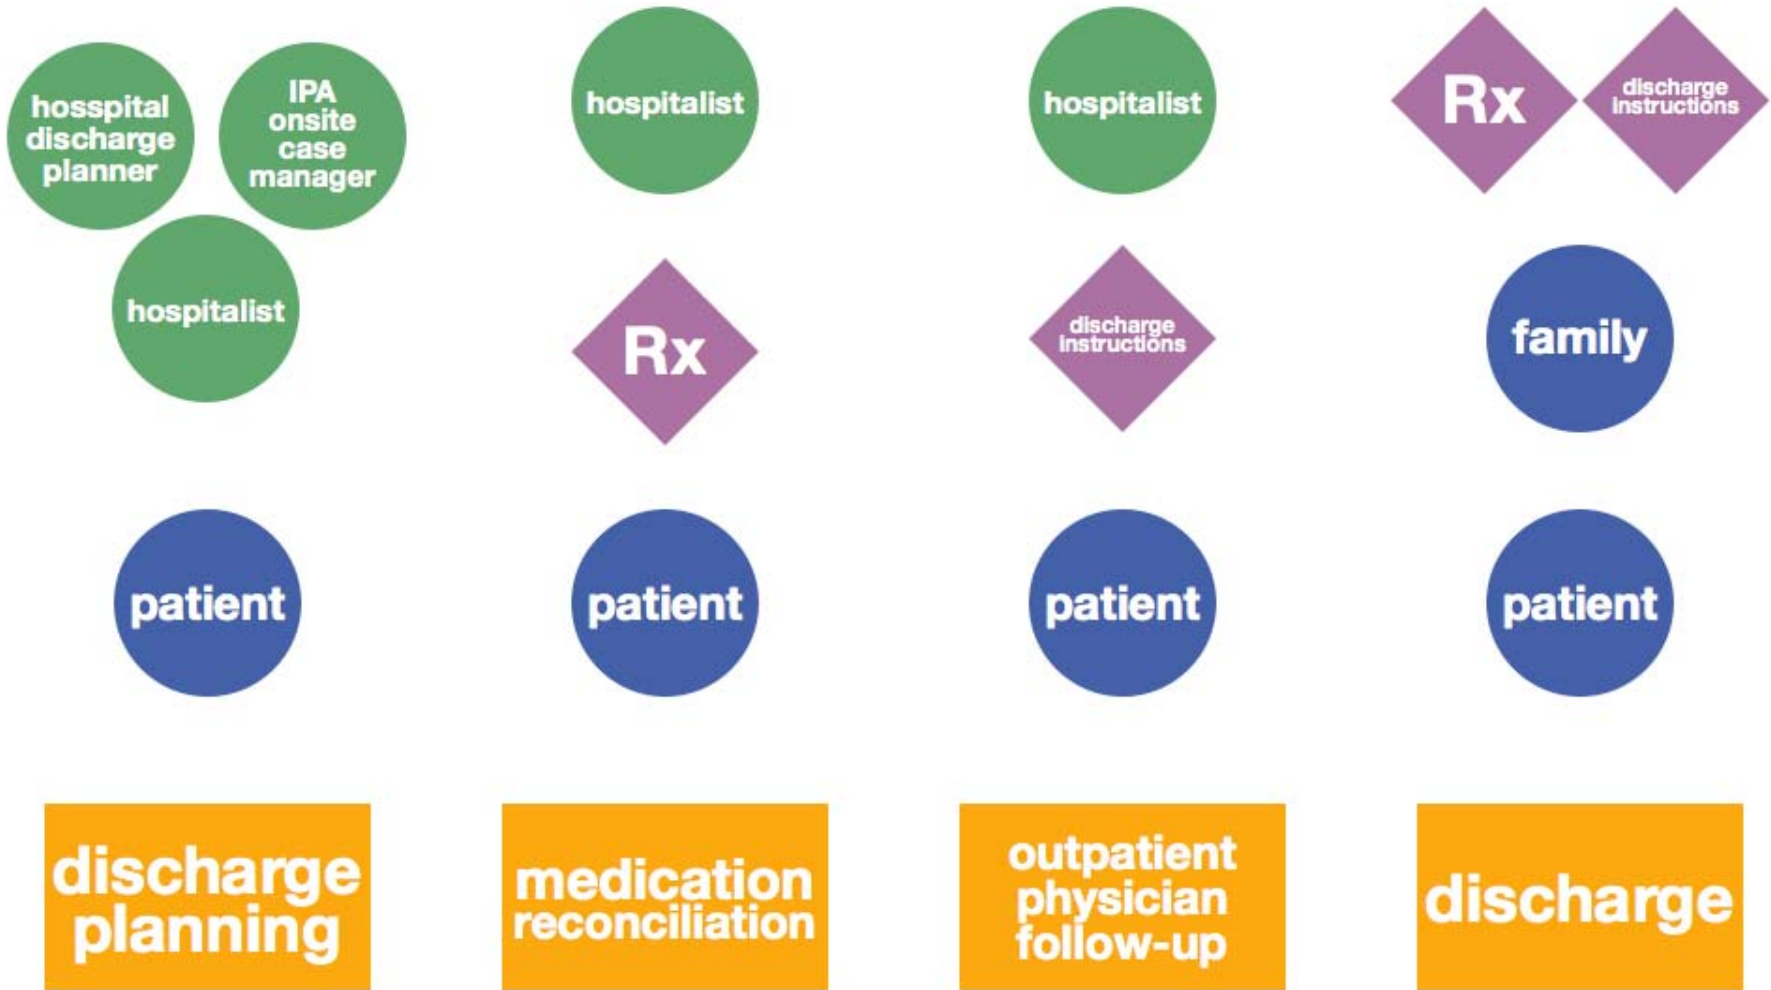 hosspital
discharge
planner
IPA
onsite
case
manager
hospitalist
patient
discharge
planning
hospitalist
Rx
patient
medication
reconciliation
hospitalist
discharge
instructions
patient
outpatient
physician
follow-up
Rx
discharge
instructions
family
patient
discharge